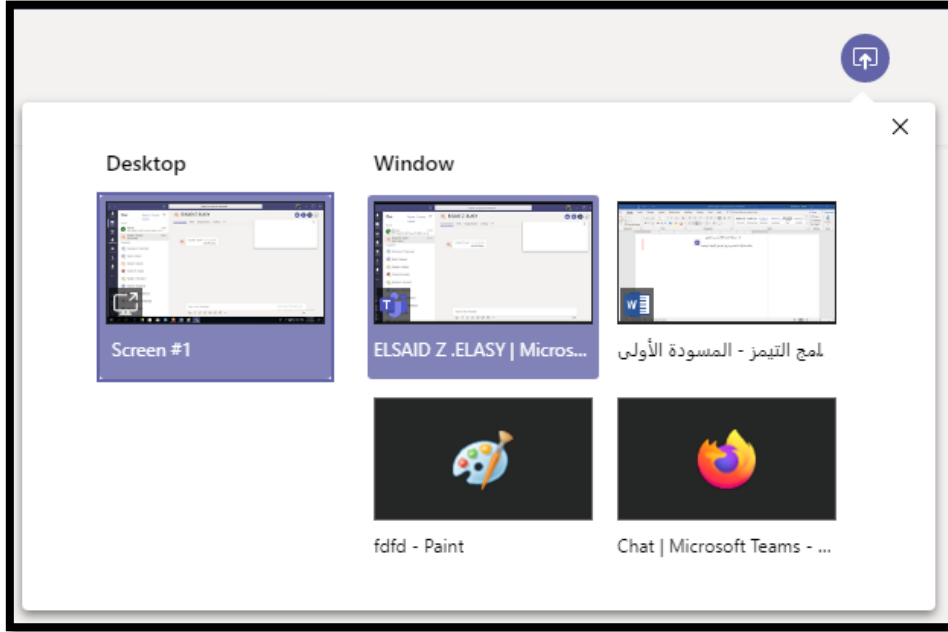 Desktop
Window
Screen #1
ELSAID Z .ELASY | Micros...
امج التيمز - المسودة الأولى
fdfd - Paint
Chat | Microsoft Teams - ...